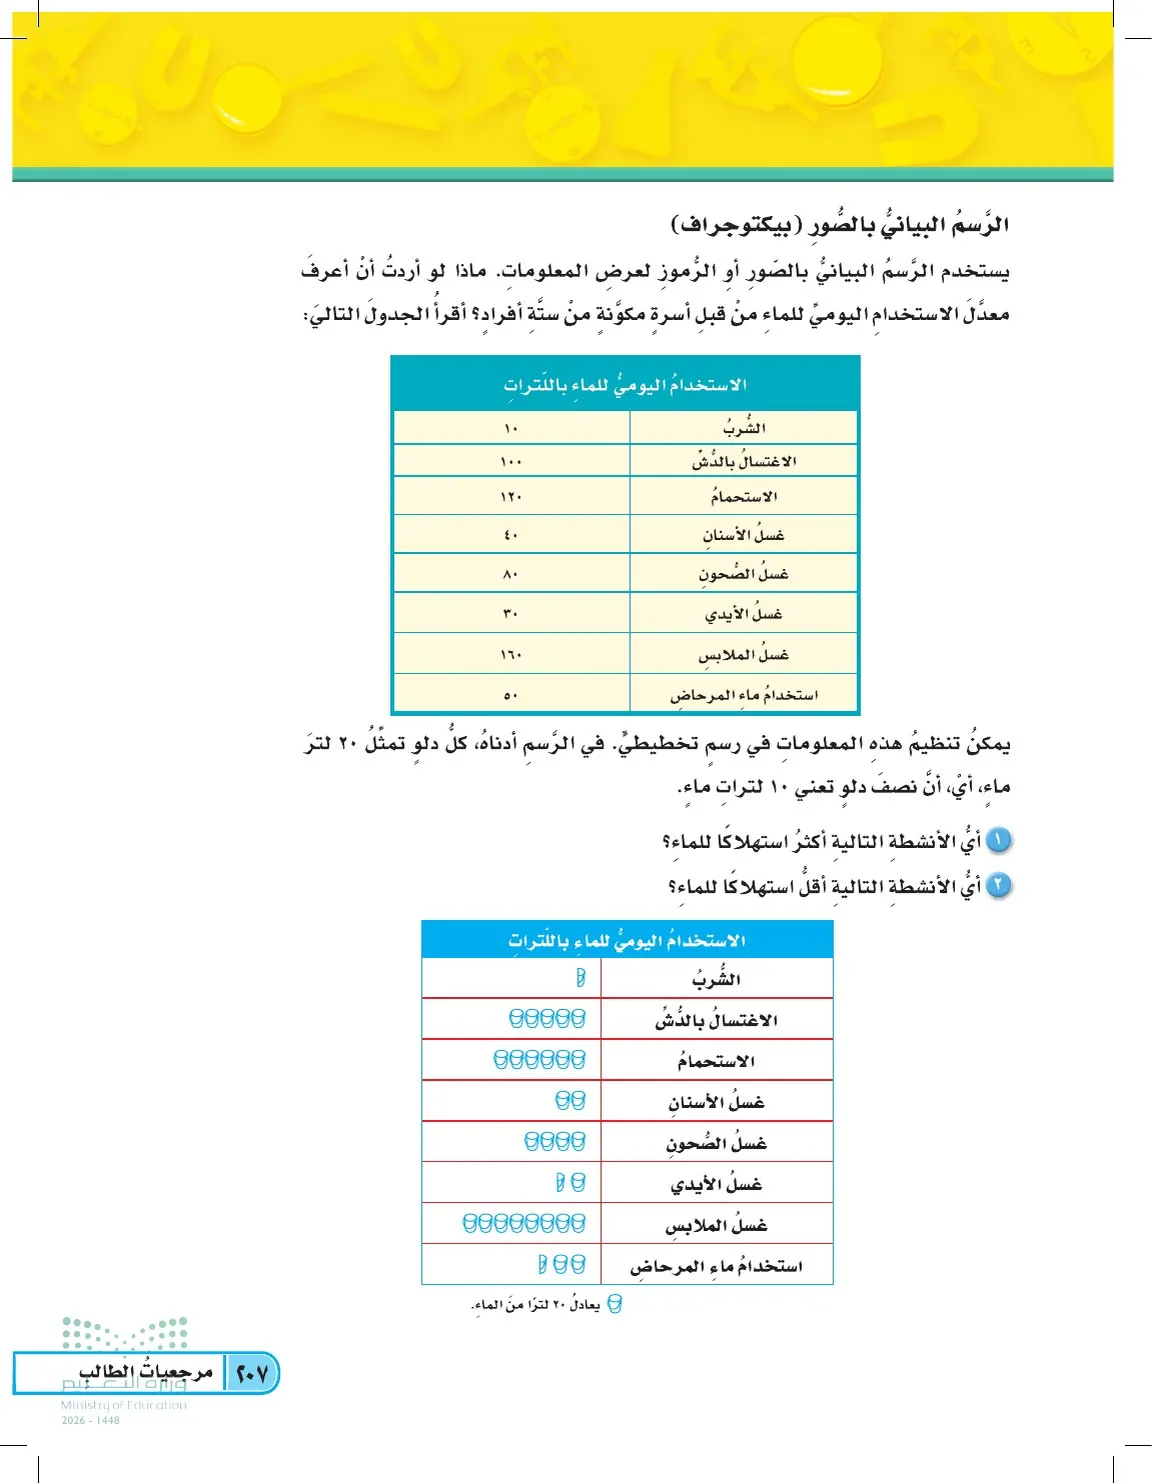 الرَّسمُ البيانيُّ بالصُّورِ (بيكتوجراف)
يستخدم الرَّسمُ البيانيُّ بالصّورِ أوِ الرُّموزِ لعرضِ المعلوماتِ. ماذا لو أردتُ أنْ أعرفَ
معدَّلَ الاستخدامِ اليوميِّ للماءِ منْ قبلِ أسرةٍ مكوَّنةٍ منْ ستَّةِ أفرادٍ؟ أقرأُ الجدولَ التاليَ:
الاستخدامُ اليوميُّ للماءِ باللّتراتِ
الشُّربُ ١٠
الاغتسالُ بالدُّشِّ ١٠٠
الاستحمامُ ١٢٠
غسلُ الأسنانِ ٤٠
غسلُ الصُّحونِ ٨٠
غسلُ الأيدي ٣٠
غسلُ الملابسِ ١٦٠
استخدامُ ماءِ المرحاضِ ٥٠
يمكنُ تنظيمُ هذهِ المعلوماتِ في رسمٍ تخطيطيٍّ. في الرَّسمِ أدناهُ، كلُّ دلوٍ تمثِّلُ ٢٠ لترَ
ماءٍ، أيْ، أنَّ نصفَ دلوٍ تعني ١٠ لتراتِ ماءٍ.
١ أيُّ الأنشطةِ التاليةِ أكثرُ استهلاكًا للماءِ؟
٢ أيُّ الأنشطةِ التاليةِ أقلُّ استهلاكًا للماءِ؟
الاستخدامُ اليوميُّ للماءِ باللّتراتِ
الشُّربُ
الاغتسالُ بالدُّشِّ
الاستحمامُ
غسلُ الأسنانِ
غسلُ الصُّحونِ
غسلُ الأيدي
غسلُ الملابسِ
استخدامُ ماءِ المرحاضِ
يعادلُ ٢٠ لترًا منَ الماءِ.
٢٠٧ مرجعياتُ الطالبِ
وزارة التعليم
Ministry of Education
2026 - 1448